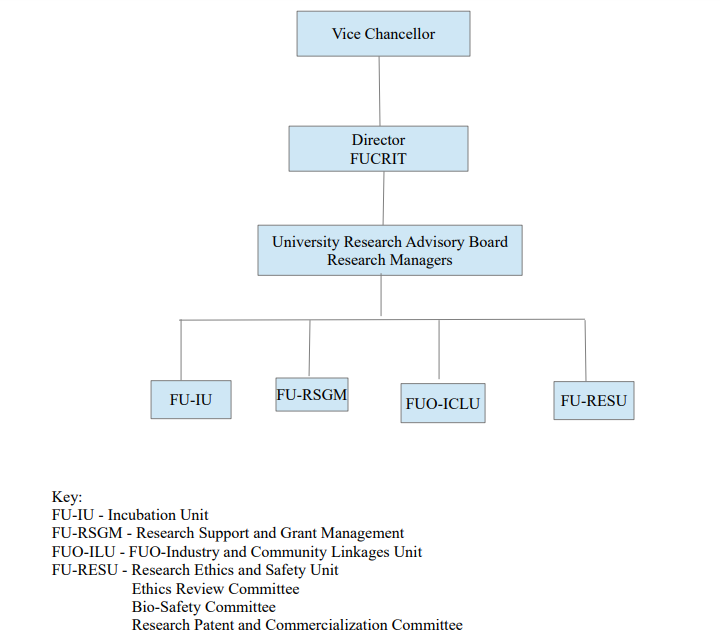 Vice Chancellor
Director
FUCRIT
University Research Advisory Board
Research Managers
FU-IU
FU-RSGM
FUO-ICLU
FU-RESU
Key:
FU-IU - Incubation Unit
FU-RSGM - Research Support and Grant Management
FUO-ILU - FUO-Industry and Community Linkages Unit
FU-RESU - Research Ethics and Safety Unit
Ethics Review Committee
Bio-Safety Committee
Research Patent and Commercialization Committee